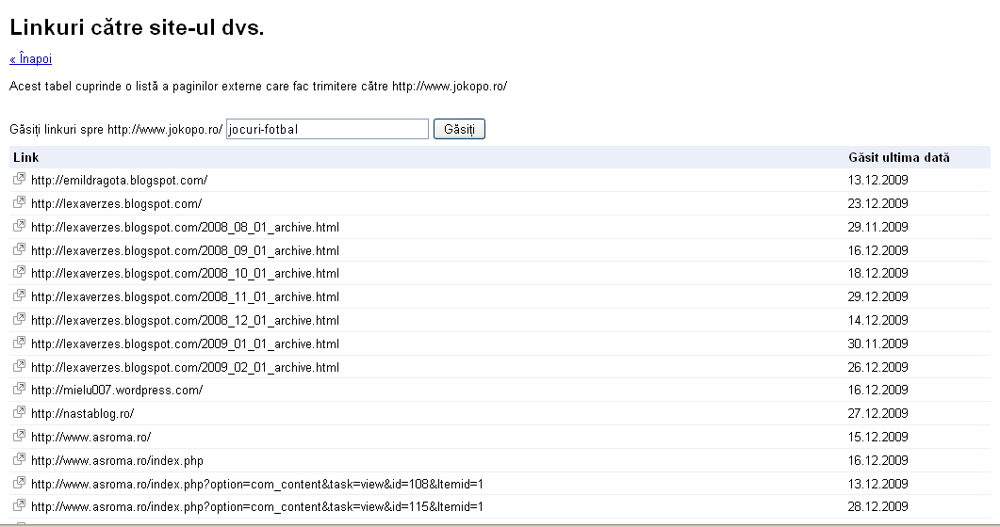 Linkuri către site-ul dvs.
« Înapoi
Acest tabel cuprinde o listă a paginilor externe care fac trimitere către http://www.jokopo.ro/
Găsiți linkuri spre http://www.jokopo.ro/ jocuri-fotbal Găsiți
Link Găsit ultima dată
http://emildragota.blogspot.com/ 13.12.2009
http://lexaverzes.blogspot.com/ 23.12.2009
http://lexaverzes.blogspot.com/2008_08_01_archive.html 29.11.2009
http://lexaverzes.blogspot.com/2008_09_01_archive.html 16.12.2009
http://lexaverzes.blogspot.com/2008_10_01_archive.html 18.12.2009
http://lexaverzes.blogspot.com/2008_11_01_archive.html 29.12.2009
http://lexaverzes.blogspot.com/2008_12_01_archive.html 14.12.2009
http://lexaverzes.blogspot.com/2009_01_01_archive.html 30.11.2009
http://lexaverzes.blogspot.com/2009_02_01_archive.html 26.12.2009
http://mielu007.wordpress.com/ 16.12.2009
http://nastablog.ro/ 27.12.2009
http://www.asroma.ro/ 15.12.2009
http://www.asroma.ro/index.php 16.12.2009
http://www.asroma.ro/index.php?option=com_content&task=view&id=108&Itemid=1 13.12.2009
http://www.asroma.ro/index.php?option=com_content&task=view&id=115&Itemid=1 28.12.2009